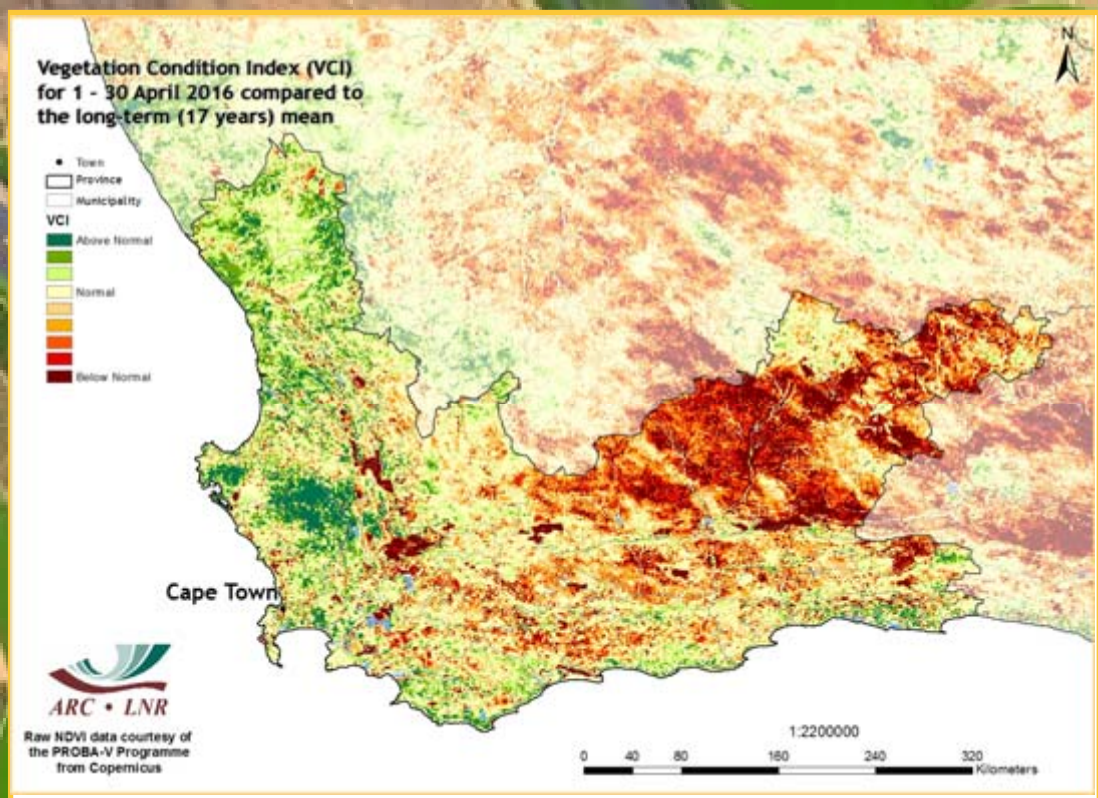 Vegetation Condition Index (VCI)
for 1 - 30 April 2016 compared to
the long-term (17 years) mean
N
Town
Province
Municipality
VCI
Above Normal
Normal
Below Normal
Cape Town
ARC • LNR
Raw NDVI data courtesy of
the PROBA-V Programme
from Copernicus
1:2200000
0 40 80 160 240 320
Kilometers